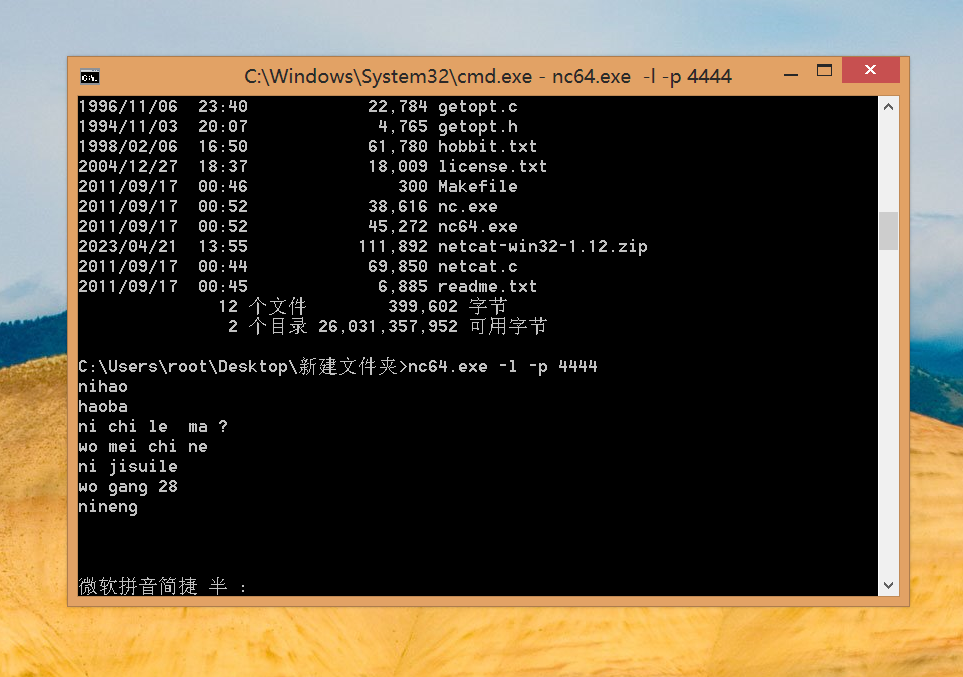 C:\Windows\System32\cmd.exe - nc64.exe  -l -p 4444
1996/11/06  23:40            22,784 getopt.c
1994/11/03  20:07             4,765 getopt.h
1998/02/06  16:50            61,780 hobbit.txt
2004/12/27  18:37            18,009 license.txt
2011/09/17  00:46               300 Makefile
2011/09/17  00:52            38,616 nc.exe
2011/09/17  00:52            45,272 nc64.exe
2023/04/21  13:55           111,892 netcat-win32-1.12.zip
2011/09/17  00:44            69,850 netcat.c
2011/09/17  00:45             6,885 readme.txt
              12 个文件        399,602 字节
               2 个目录 26,031,357,952 可用字节
C:\Users\root\Desktop\新建文件夹>nc64.exe -l -p 4444
nihao
haoba
ni chi le  ma ?
wo mei chi ne
ni jisuile
wo gang 28
nineng
微软拼音简捷 半 :